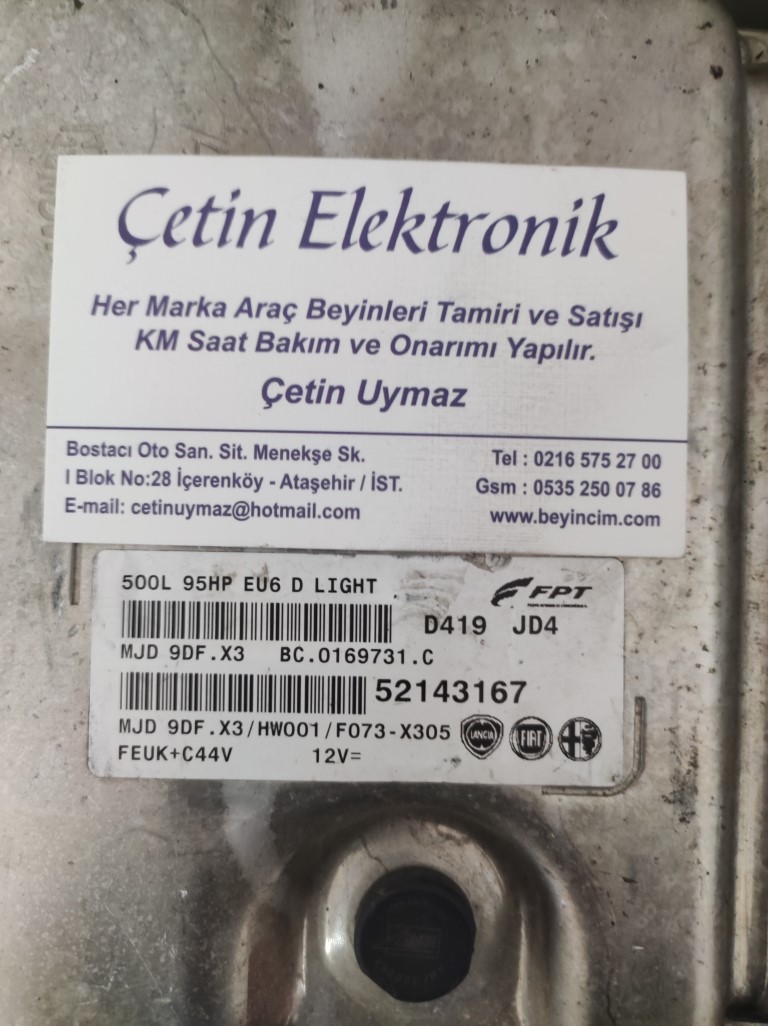 Çetin Elektronik
Her Marka Araç Beyinleri Tamiri ve Satışı
KM Saat Bakım ve Onarımı Yapılır.
Çetin Uymaz
Bostacı Oto San. Sit. Menekşe Sk.
I Blok No:28 İçerenköy - Ataşehir / İST.
E-mail: cetinuymaz@hotmail.com
Tel : 0216 575 27 00
Gsm : 0535 250 07 86
www.beyincim.com
500L 95HP EU6 D LIGHT
FPT
D419 JD4
MJD 9DF.X3 BC.0169731.C
52143167
MJD 9DF.X3/HW001/F073-X305
LANCIA FIAT
FEUK+C44V 12V=